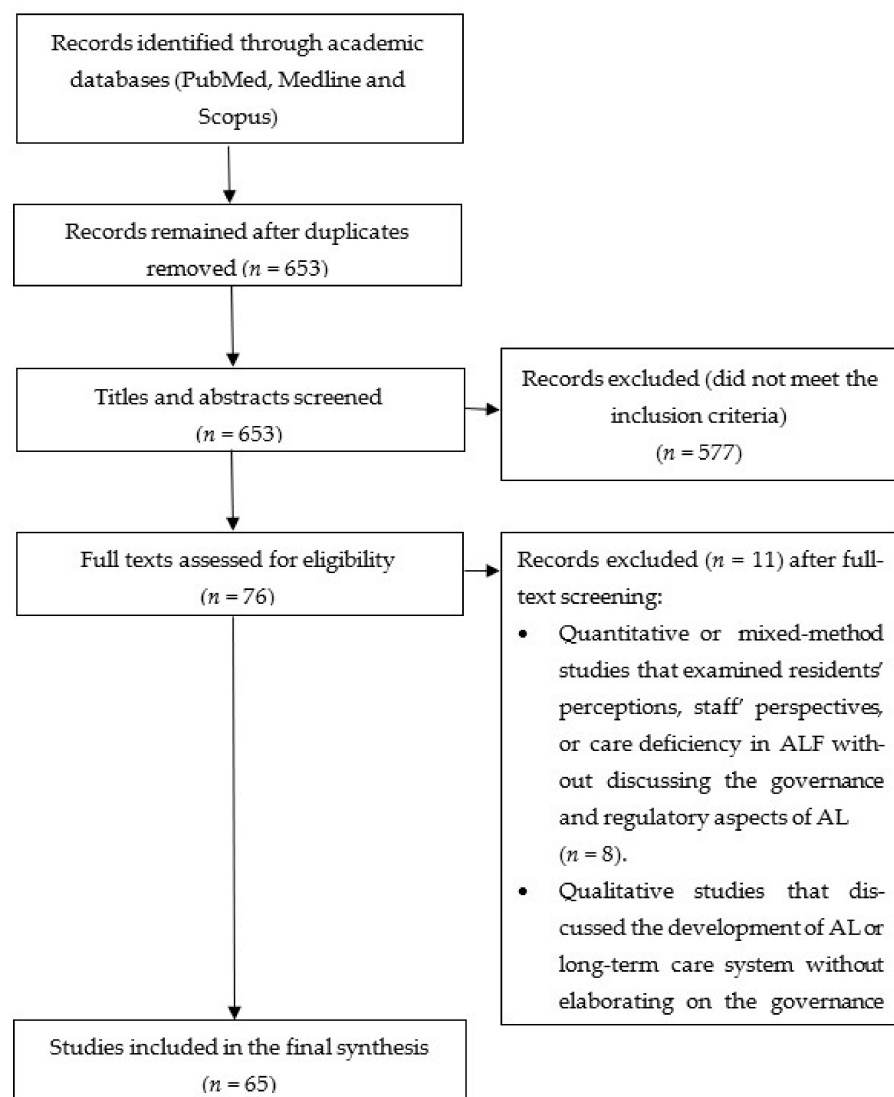 Records identified through academic
databases (PubMed, Medline and
Scopus)
Records remained after duplicates
removed (n = 653)
Titles and abstracts screened
(n = 653)
Records excluded (did not meet the
inclusion criteria)
(n = 577)
Full texts assessed for eligibility
(n = 76)
Records excluded (n = 11) after full-
text screening:
• Quantitative or mixed-method
studies that examined residents'
perceptions, staff' perspectives,
or care deficiency in ALF with-
out discussing the governance
and regulatory aspects of AL
(n = 8).
• Qualitative studies that dis-
cussed the development of AL or
long-term care system without
elaborating on the governance
Studies included in the final synthesis
(n = 65)